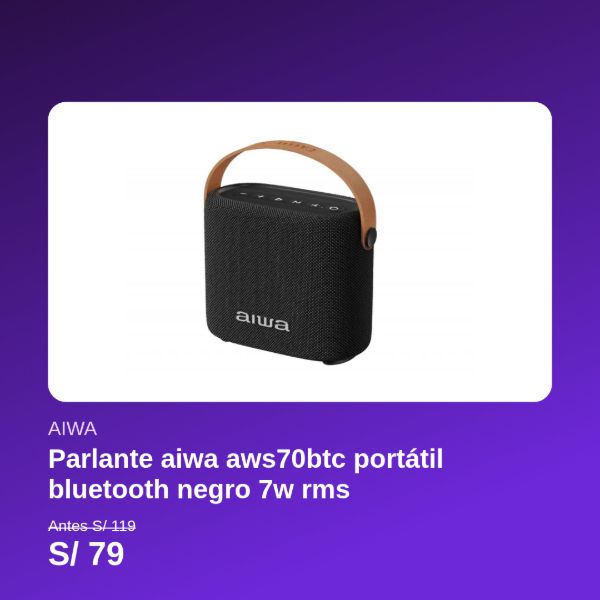 aiwa
AIWA
Parlante aiwa aws70btc portátil
bluetooth negro 7w rms
Antes S/ 119
S/ 79